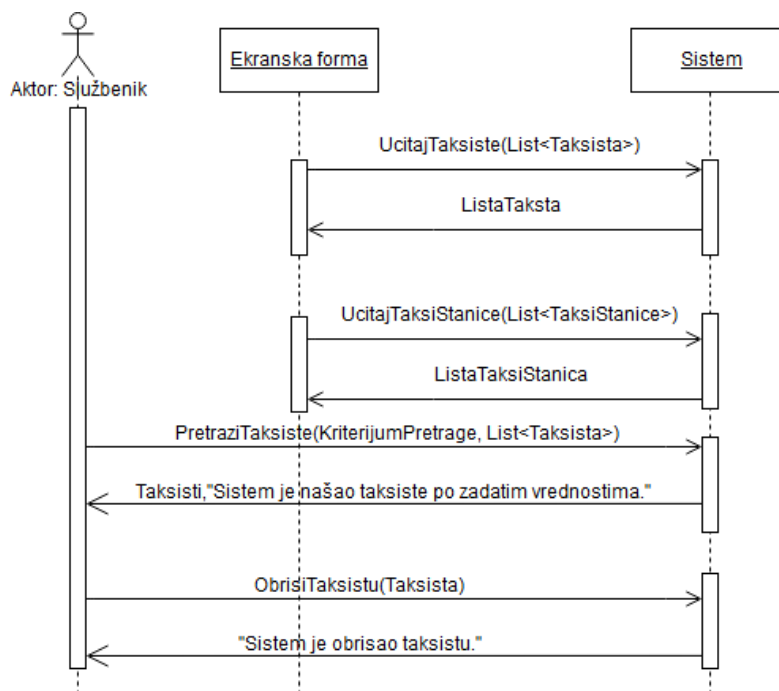 Aktor: Službenik
Ekranska forma
Sistem
UcitajTaksiste(List<Taksista>)
ListaTaksta
UcitajTaksiStanice(List<TaksiStanice>)
ListaTaksiStanica
PretraziTaksiste(KriterijumPretrage, List<Taksista>)
Taksisti,"Sistem je našao taksiste po zadatim vrednostima."
ObrisiTaksistu(Taksista)
"Sistem je obrisao taksistu."